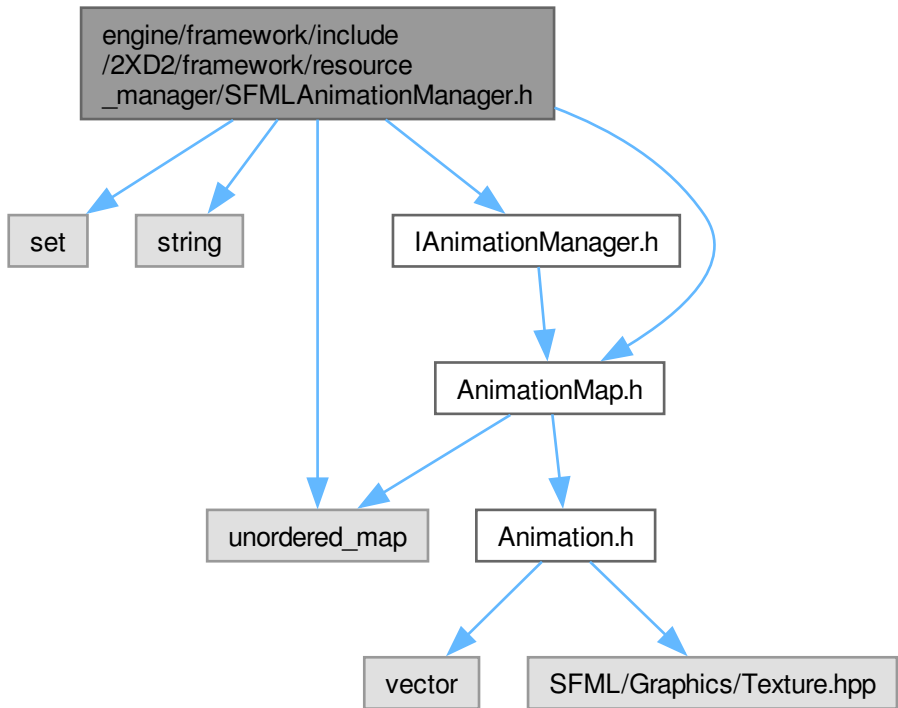 engine/framework/include
/2XD2/framework/resource
_manager/SFMLAnimationManager.h
set
string
IAnimationManager.h
AnimationMap.h
unordered_map
Animation.h
vector
SFML/Graphics/Texture.hpp